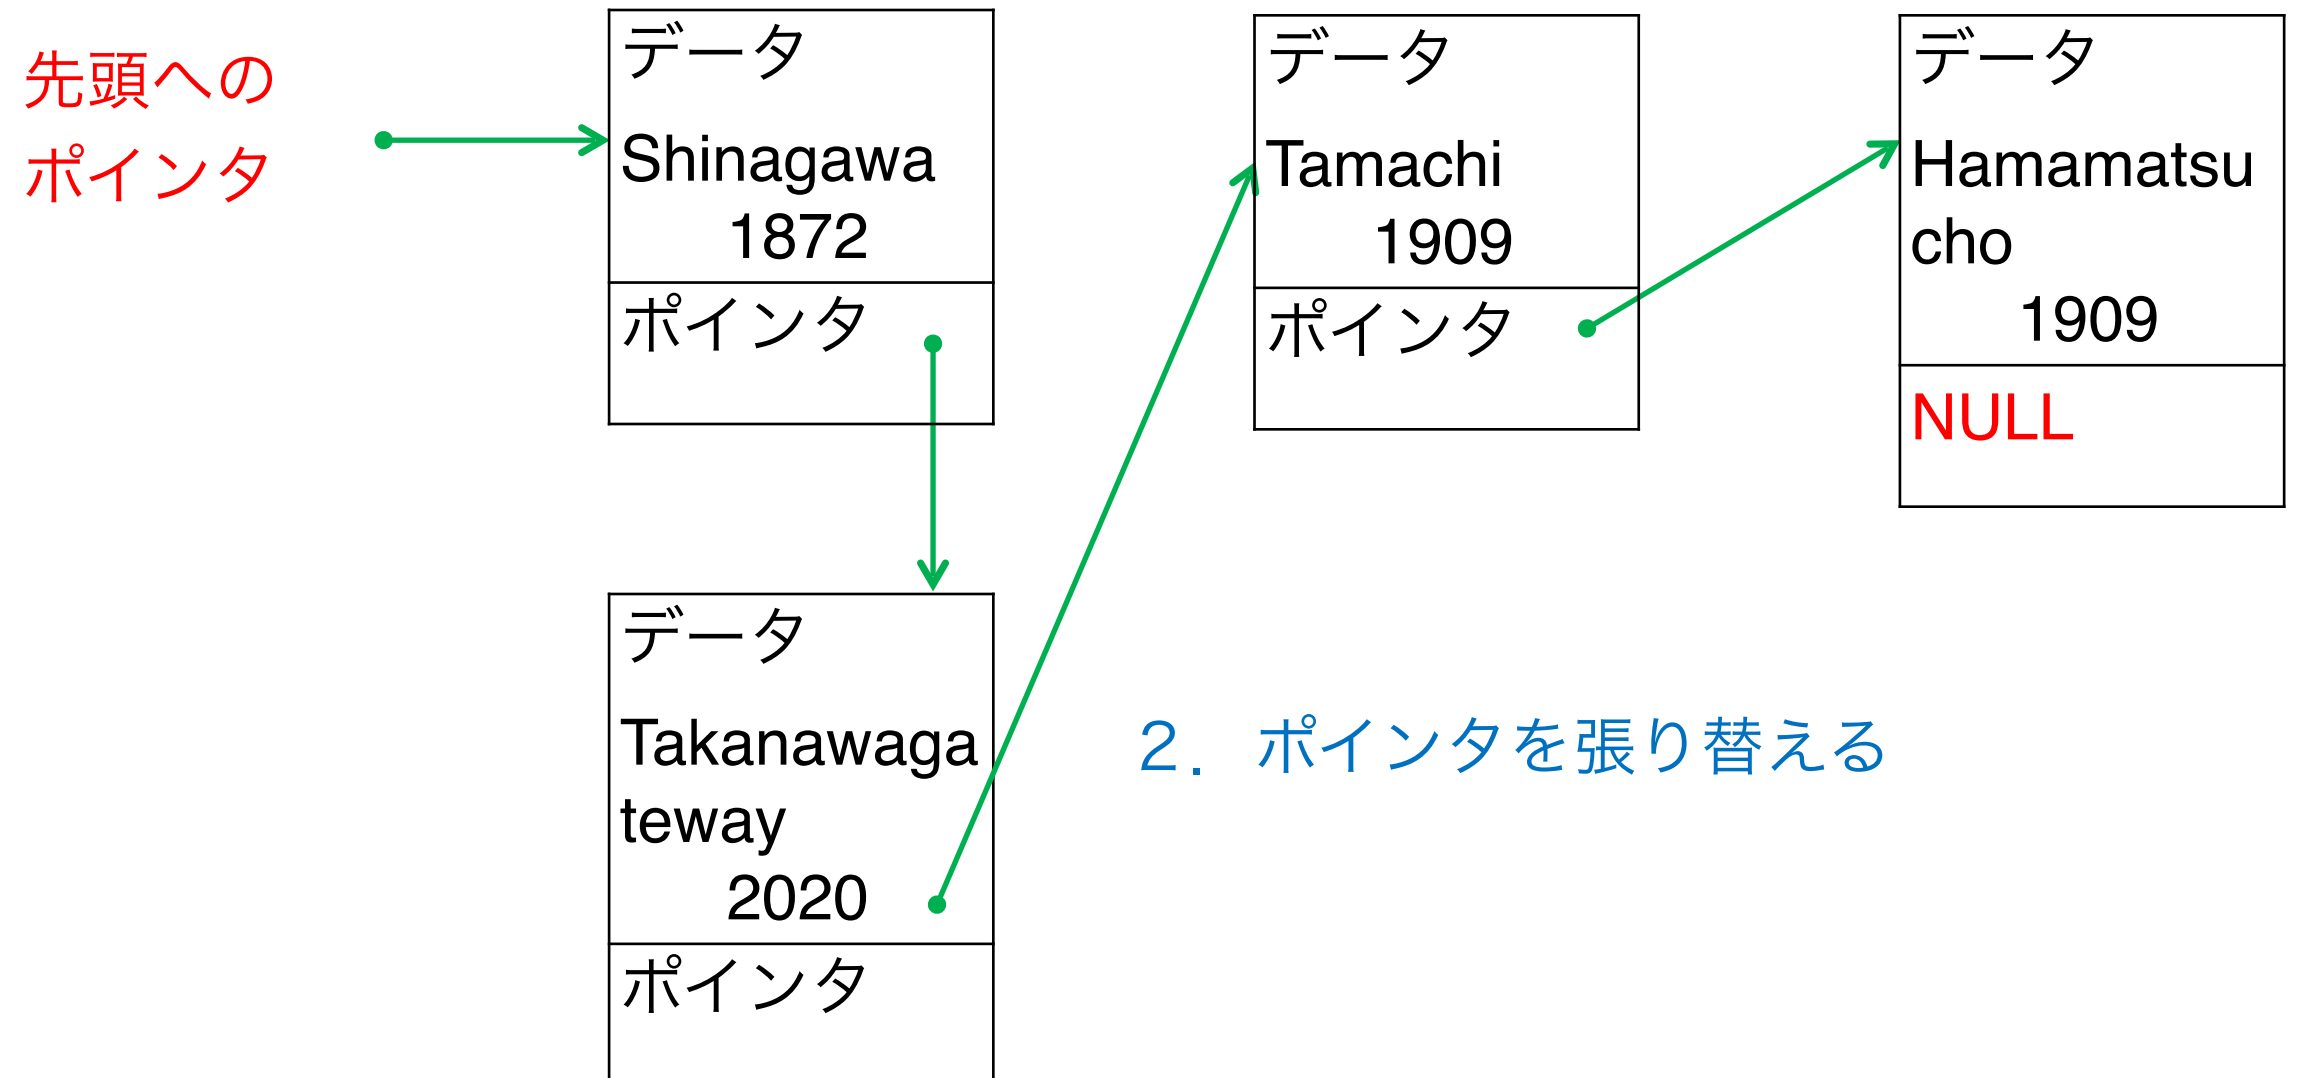 先頭への
ポインタ
データ
Shinagawa
1872
ポインタ
データ
Tamachi
1909
ポインタ
データ
Hamamatsu
cho
1909
NULL
データ
Takanawaga
teway
2020
ポインタ
２．ポインタを張り替える